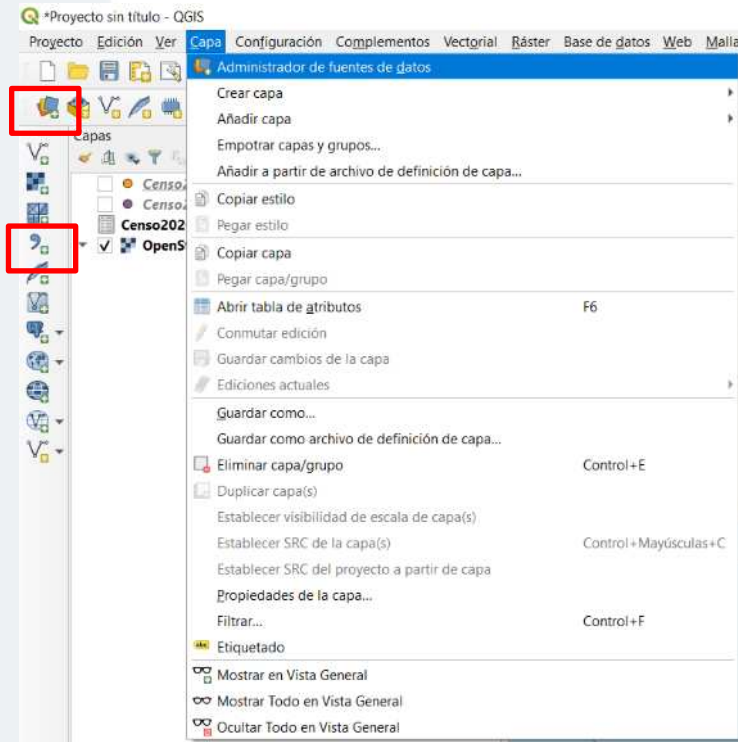 *Proyecto sin título - QGIS
Proyecto Edición Ver Capa Configuración Complementos Vectorial Ráster Base de datos Web Malla
Administrador de fuentes de datos
Crear capa
Añadir capa
Empotrar capas y grupos...
Añadir a partir de archivo de definición de capa...
Copiar estilo
Pegar estilo
Copiar capa
Pegar capa/grupo
Abrir tabla de atributos F6
Conmutar edición
Guardar cambios de la capa
Ediciones actuales
Guardar como...
Guardar como archivo de definición de capa...
Eliminar capa/grupo Control+E
Duplicar capa(s)
Establecer visibilidad de escala de capa(s)
Establecer SRC de la capa(s) Control+Mayúsculas+C
Establecer SRC del proyecto a partir de capa
Propiedades de la capa...
Filtrar... Control+F
abc Etiquetado
Mostrar en Vista General
Mostrar Todo en Vista General
Ocultar Todo en Vista General
Capas
Censo2
Censo2
Censo202
OpenS